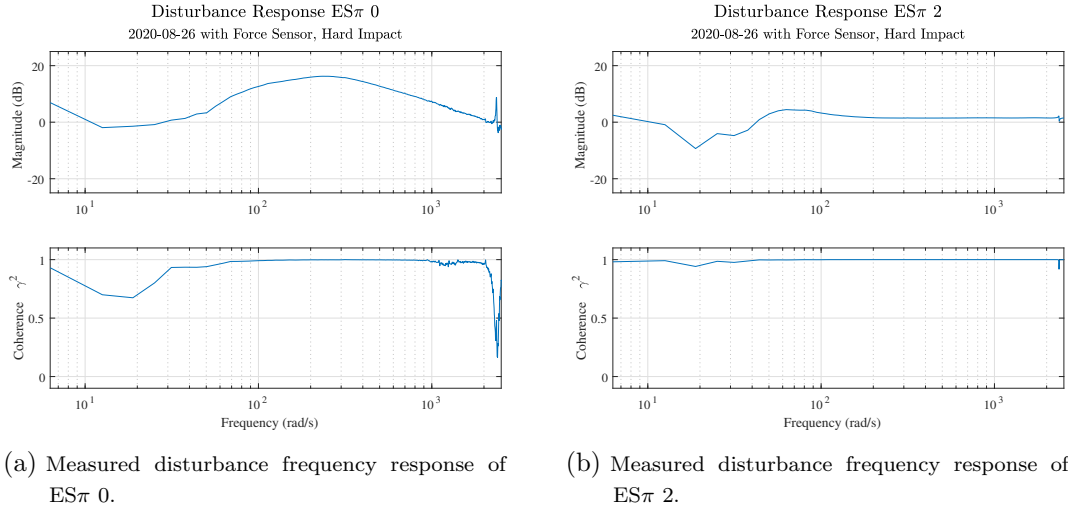 Disturbance Response ESπ 0
2020-08-26 with Force Sensor, Hard Impact
20
0
-20
Magnitude (dB)
10^1
10^2
10^3
1
0.5
0
Coherence γ^2
10^1
10^2
10^3
Frequency (rad/s)
(a) Measured disturbance frequency response of
ESπ 0.
Disturbance Response ESπ 2
2020-08-26 with Force Sensor, Hard Impact
20
0
-20
Magnitude (dB)
10^1
10^2
10^3
1
0.5
0
Coherence γ^2
10^1
10^2
10^3
Frequency (rad/s)
(b) Measured disturbance frequency response of
ESπ 2.